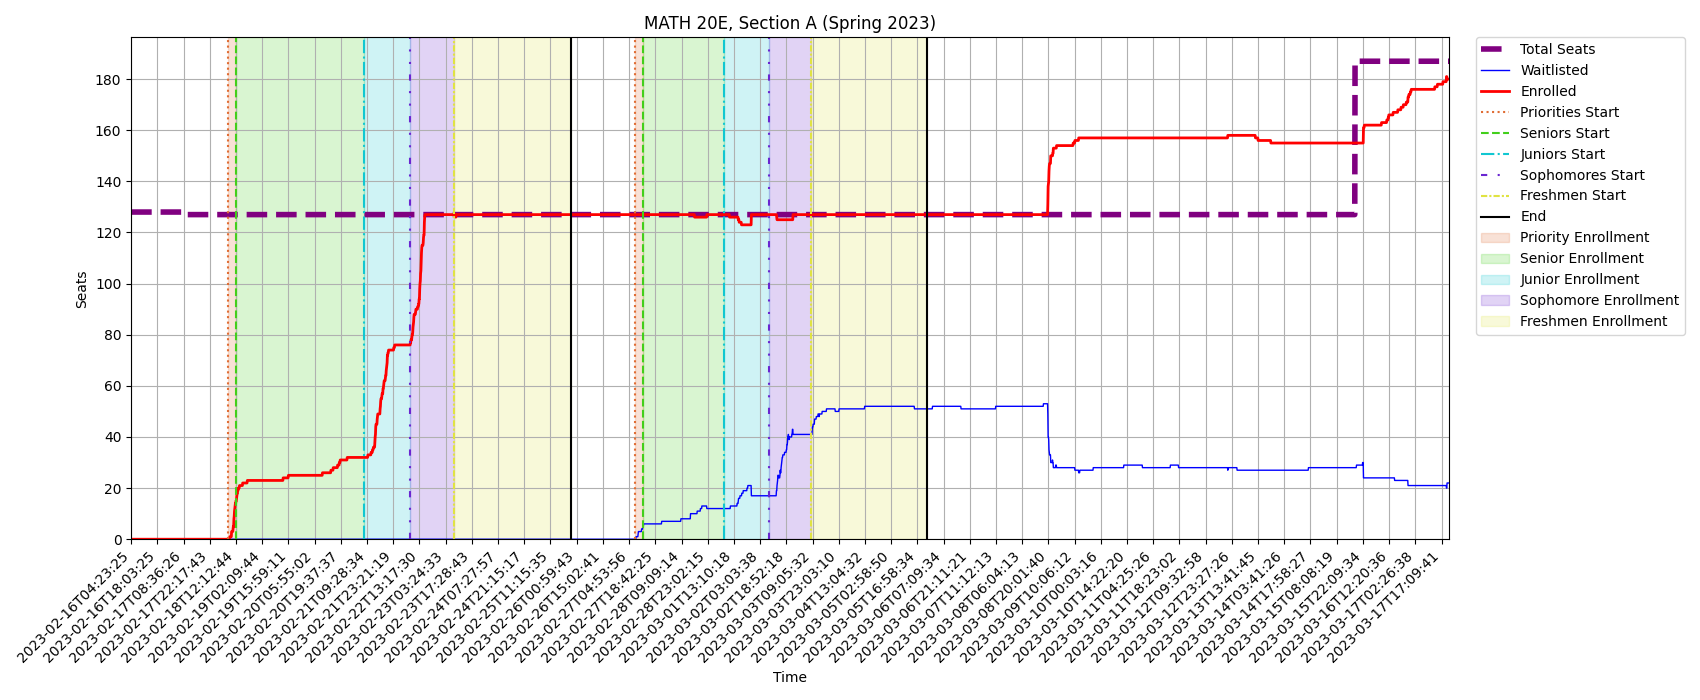 MATH 20E, Section A (Spring 2023)
180
160
140
120
100
80
60
40
20
0
Seats
2023-02-16T04:23:25
2023-02-16T18:03:25
2023-02-17T08:36:26
2023-02-17T22:17:43
2023-02-18T12:12:44
2023-02-19T02:09:44
2023-02-19T15:59:11
2023-02-20T05:55:02
2023-02-20T19:37:37
2023-02-21T09:28:34
2023-02-21T23:21:19
2023-02-22T13:17:30
2023-02-23T03:24:33
2023-02-23T17:28:43
2023-02-24T07:27:57
2023-02-24T21:15:17
2023-02-25T11:15:35
2023-02-26T00:59:43
2023-02-26T15:02:41
2023-02-27T04:53:56
2023-02-27T18:42:25
2023-02-28T09:09:14
2023-02-28T23:02:15
2023-03-01T13:10:18
2023-03-02T03:03:38
2023-03-02T18:52:18
2023-03-03T09:05:32
2023-03-03T23:03:10
2023-03-04T13:04:32
2023-03-05T02:58:50
2023-03-05T16:58:34
2023-03-06T07:09:34
2023-03-06T21:11:21
2023-03-07T11:12:13
2023-03-08T06:04:13
2023-03-08T20:01:40
2023-03-09T10:06:12
2023-03-10T00:03:16
2023-03-10T14:22:20
2023-03-11T04:25:26
2023-03-11T18:23:02
2023-03-12T09:32:58
2023-03-12T23:27:26
2023-03-13T13:41:45
2023-03-14T03:41:26
2023-03-14T17:58:27
2023-03-15T08:08:19
2023-03-15T22:09:34
2023-03-16T12:20:36
2023-03-17T02:26:38
2023-03-17T17:09:41
Time
Total Seats
Waitlisted
Enrolled
Priorities Start
Seniors Start
Juniors Start
Sophomores Start
Freshmen Start
End
Priority Enrollment
Senior Enrollment
Junior Enrollment
Sophomore Enrollment
Freshmen Enrollment